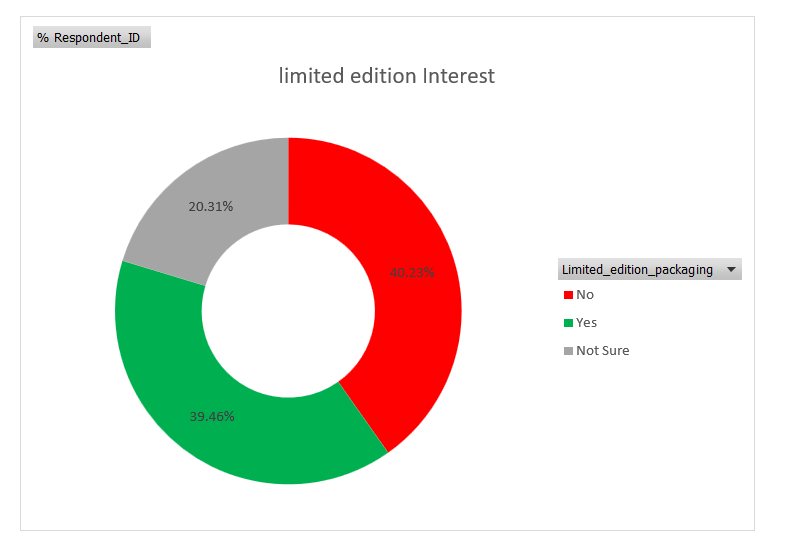 % Respondent_ID
limited edition Interest
20.31%
40.23%
39.46%
Limited_edition_packaging
No
Yes
Not Sure